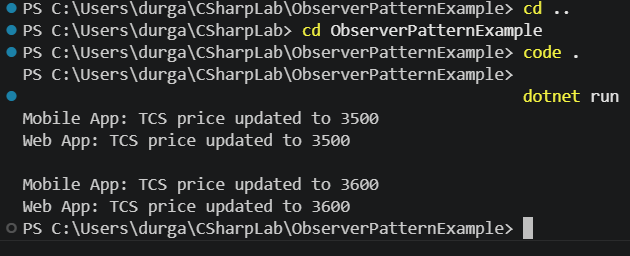 PS C:\Users\durga\CSharpLab\ObserverPatternExample> cd ..
PS C:\Users\durga\CSharpLab> cd ObserverPatternExample
PS C:\Users\durga\CSharpLab\ObserverPatternExample> code .
PS C:\Users\durga\CSharpLab\ObserverPatternExample>
dotnet run
Mobile App: TCS price updated to 3500
Web App: TCS price updated to 3500
Mobile App: TCS price updated to 3600
Web App: TCS price updated to 3600
PS C:\Users\durga\CSharpLab\ObserverPatternExample>